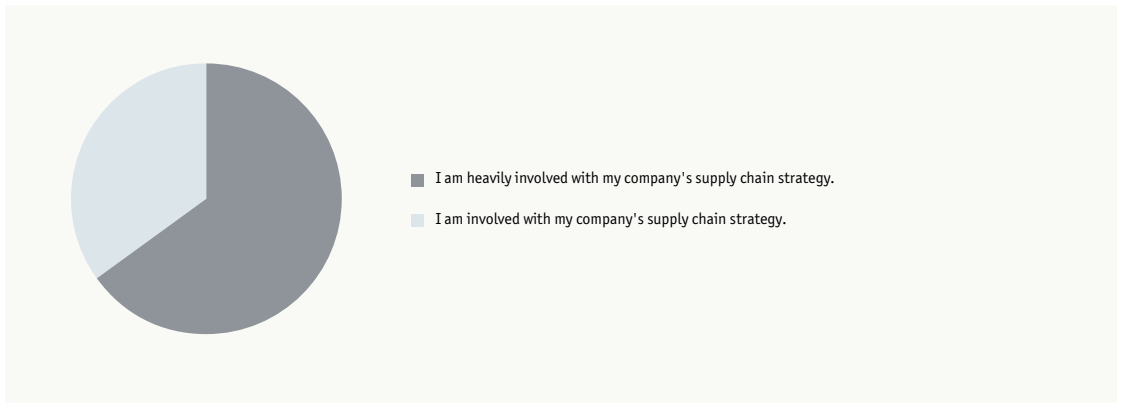 I am heavily involved with my company's supply chain strategy.
I am involved with my company's supply chain strategy.